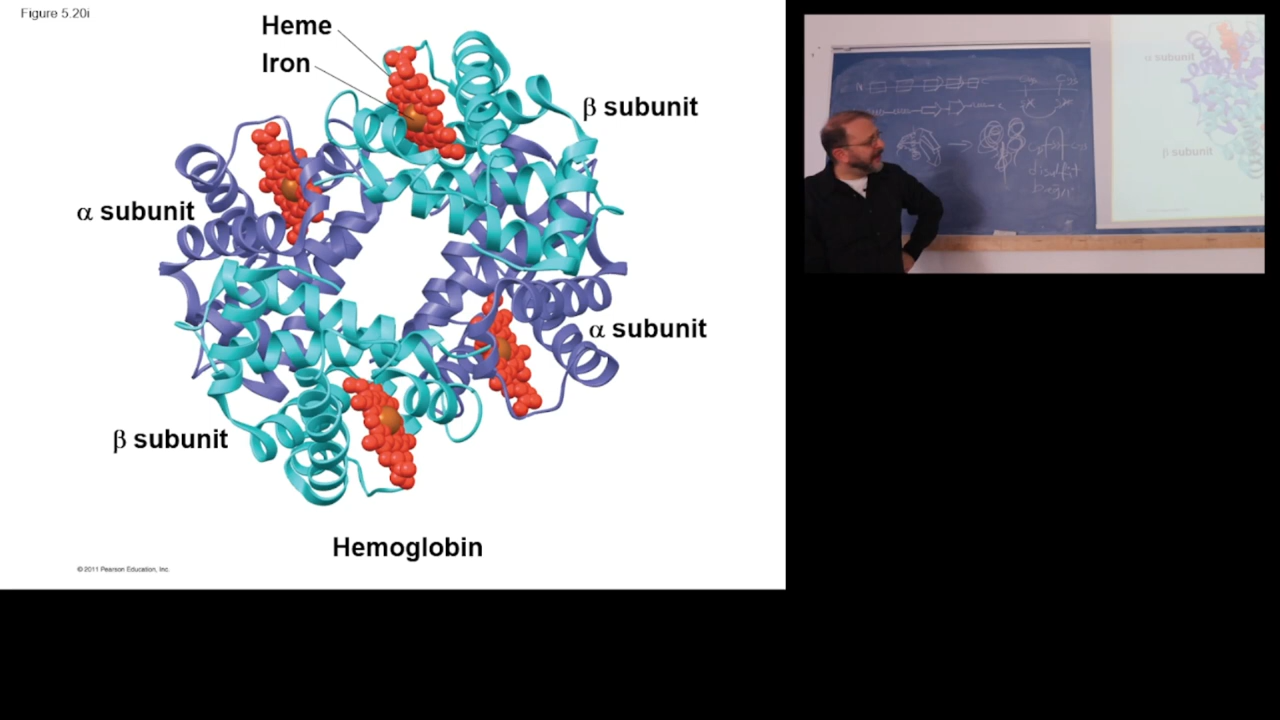 Figure 5.20i
Heme
Iron
β subunit
α subunit
α subunit
β subunit
Hemoglobin
© 2011 Pearson Education, Inc.
α subunit
β subunit